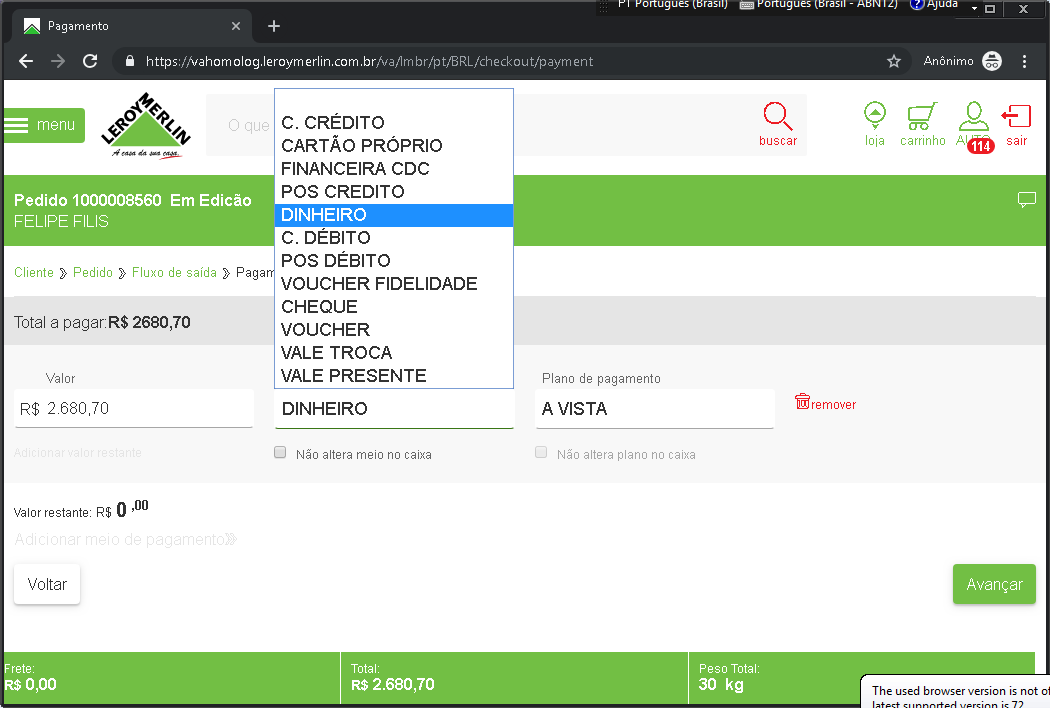 PT Português (Brasil) Português (Brasil - ABNT2) Ajuda
Pagamento
https://vahomolog.leroymerlin.com.br/va/lmbr/pt/BRL/checkout/payment
Anônimo
menu
LEROY MERLIN
A casa da sua casa.
O que
buscar
loja
carrinho
114
sair
Pedido 1000008560 Em Edicão
FELIPE FILIS
Cliente Pedido Fluxo de saída Pagam
C. CRÉDITO
CARTÃO PRÓPRIO
FINANCEIRA CDC
POS CREDITO
DINHEIRO
C. DÉBITO
POS DÉBITO
VOUCHER FIDELIDADE
CHEQUE
VOUCHER
VALE TROCA
VALE PRESENTE
Total a pagar:R$ 2680,70
Valor
Plano de pagamento
R$ 2.680,70
DINHEIRO
A VISTA
remover
Adicionar valor restante
Não altera meio no caixa
Não altera plano no caixa
Valor restante: R$ 0 ,00
Adicionar meio de pagamento
Voltar
Avançar
Frete:
R$ 0,00
Total:
R$ 2.680,70
Peso Total:
30 kg
The used browser version is not of
latest supported version is 72